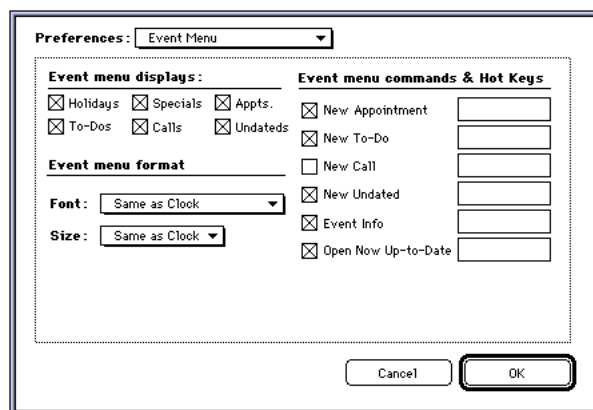 Preferences: Event Menu
Event menu displays:
Holidays Specials Appts.
To-Dos Calls Undateds
Event menu format
Font: Same as Clock
Size: Same as Clock
Event menu commands & Hot Keys
New Appointment
New To-Do
New Call
New Undated
Event Info
Open Now Up-to-Date
Cancel OK